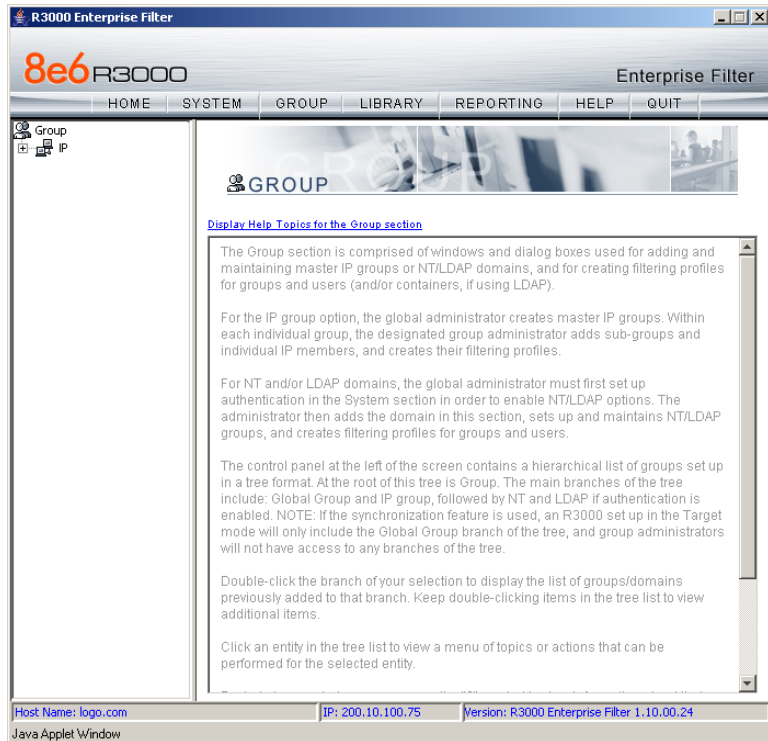 R3000 Enterprise Filter
8e6 R3000
Enterprise Filter
HOME SYSTEM GROUP LIBRARY REPORTING HELP QUIT
Group
IP
GROUP
GROUP
Display Help Topics for the Group section
The Group section is comprised of windows and dialog boxes used for adding and
maintaining master IP groups or NT/LDAP domains, and for creating filtering profiles
for groups and users (and/or containers, if using LDAP).
For the IP group option, the global administrator creates master IP groups. Within
each individual group, the designated group administrator adds sub-groups and
individual IP members, and creates their filtering profiles.
For NT and/or LDAP domains, the global administrator must first set up
authentication in the System section in order to enable NT/LDAP options. The
administrator then adds the domain in this section, sets up and maintains NT/LDAP
groups, and creates filtering profiles for groups and users.
The control panel at the left of the screen contains a hierarchical list of groups set up
in a tree format. At the root of this tree is Group. The main branches of the tree
include: Global Group and IP group, followed by NT and LDAP if authentication is
enabled. NOTE: If the synchronization feature is used, an R3000 set up in the Target
mode will only include the Global Group branch of the tree, and group administrators
will not have access to any branches of the tree.
Double-click the branch of your selection to display the list of groups/domains
previously added to that branch. Keep double-clicking items in the tree list to view
additional items.
Click an entity in the tree list to view a menu of topics or actions that can be
performed for the selected entity.
Host Name: logo.com IP: 200.10.100.75 Version: R3000 Enterprise Filter 1.10.00.24
Java Applet Window